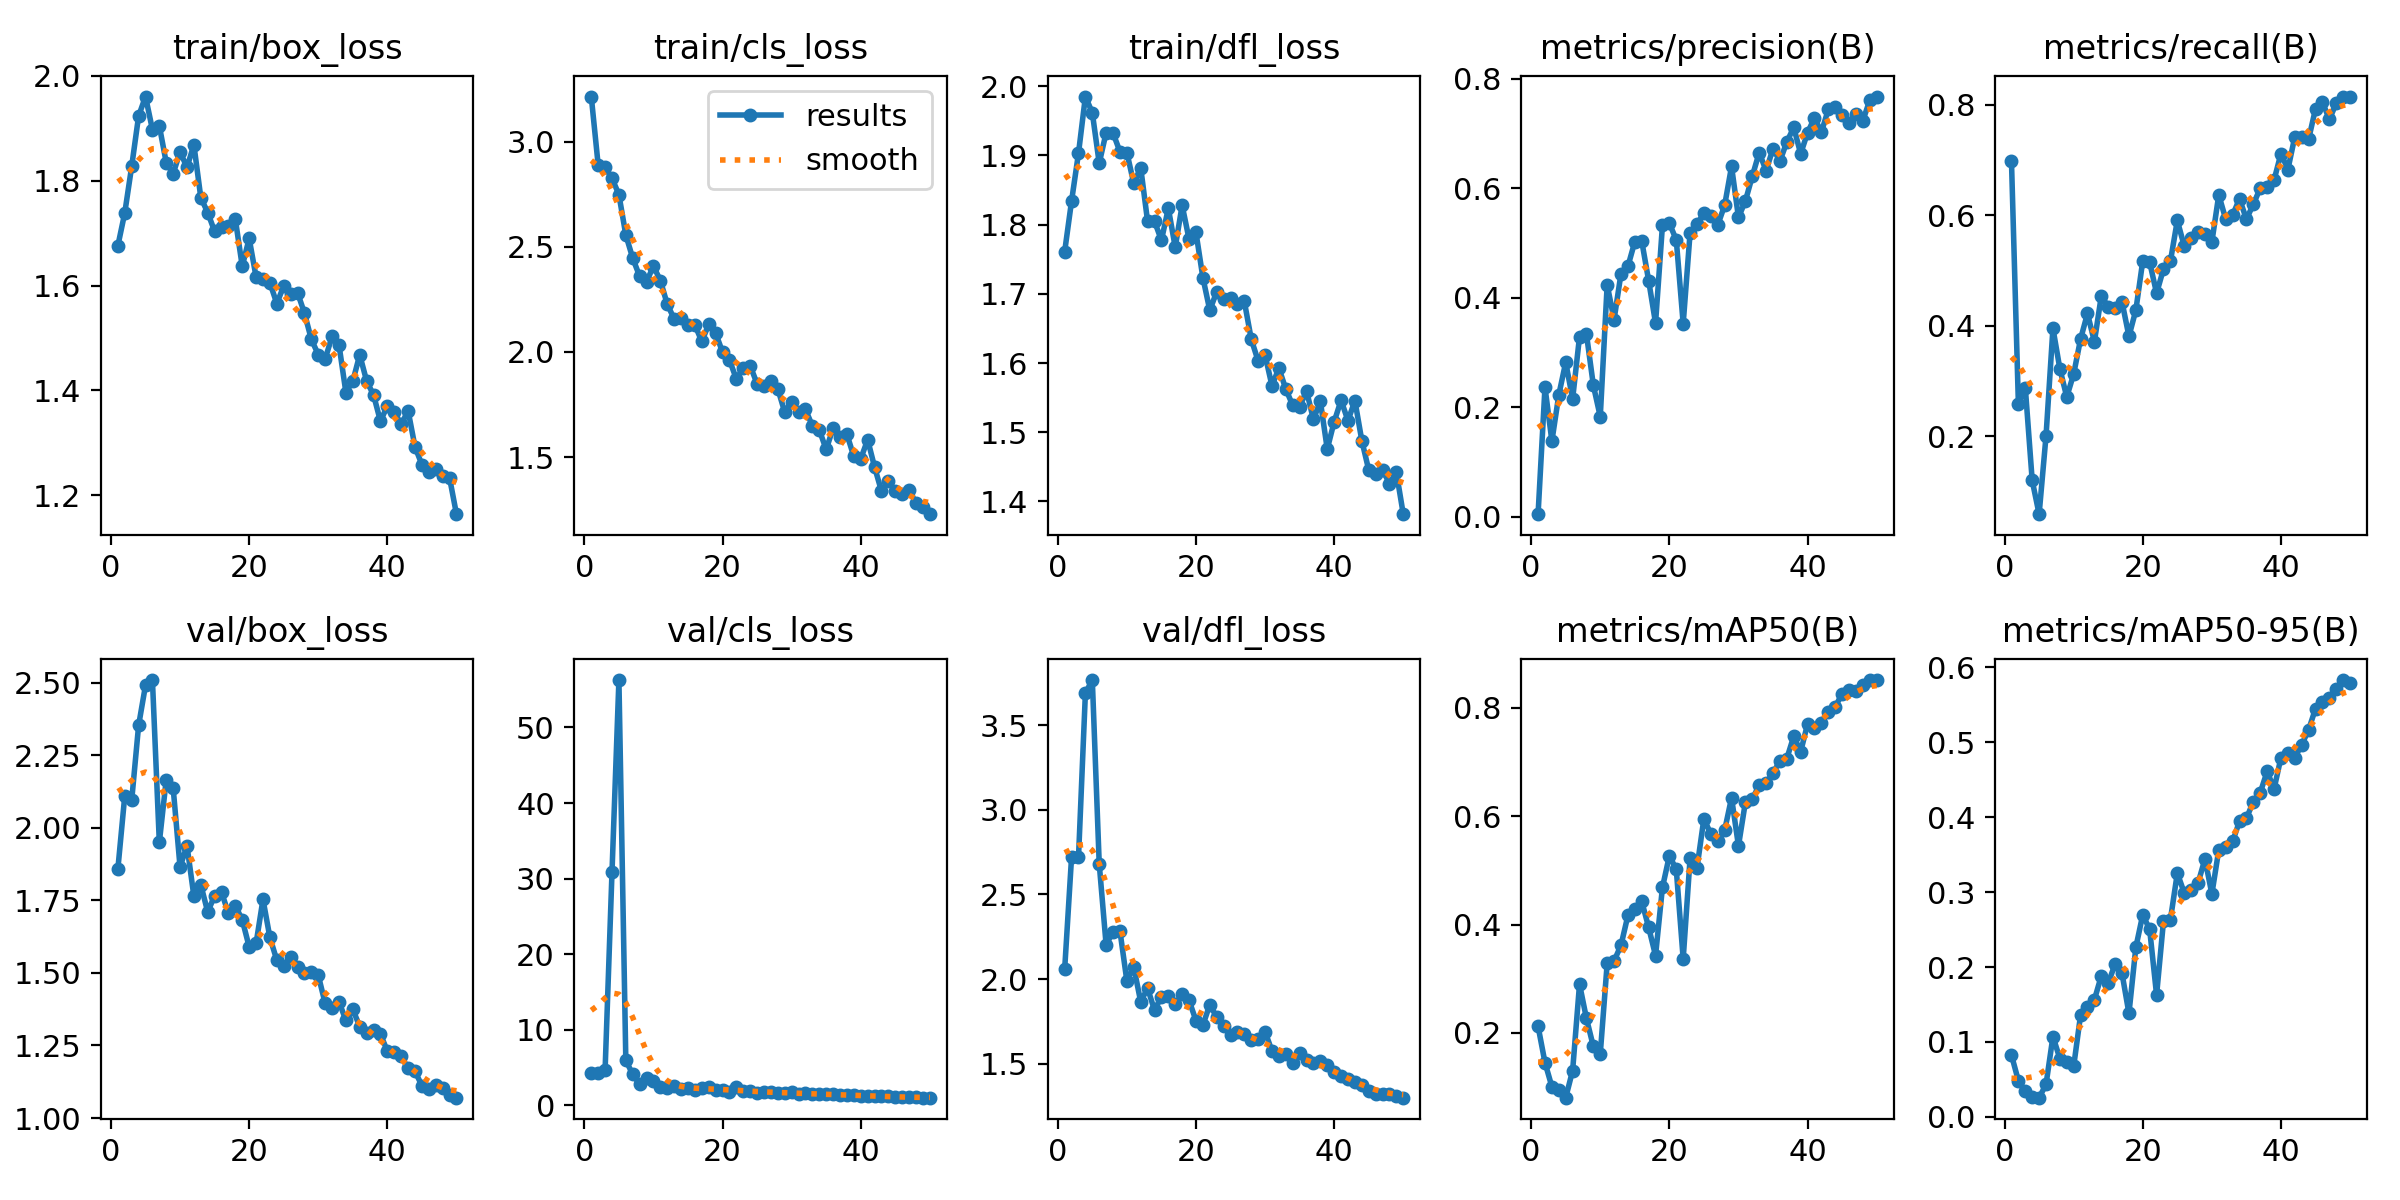 train/box_loss
train/cls_loss
train/dfl_loss
metrics/precision(B)
metrics/recall(B)
2.0
1.8
1.6
1.4
1.2
0 20 40
3.0
2.5
2.0
1.5
results
smooth
0 20 40
2.0
1.9
1.8
1.7
1.6
1.5
1.4
0 20 40
0.8
0.6
0.4
0.2
0.0
0 20 40
0.8
0.6
0.4
0.2
0 20 40
val/box_loss
val/cls_loss
val/dfl_loss
metrics/mAP50(B)
metrics/mAP50-95(B)
2.50
2.25
2.00
1.75
1.50
1.25
1.00
0 20 40
50
40
30
20
10
0
0 20 40
3.5
3.0
2.5
2.0
1.5
0 20 40
0.8
0.6
0.4
0.2
0 20 40
0.6
0.5
0.4
0.3
0.2
0.1
0.0
0 20 40